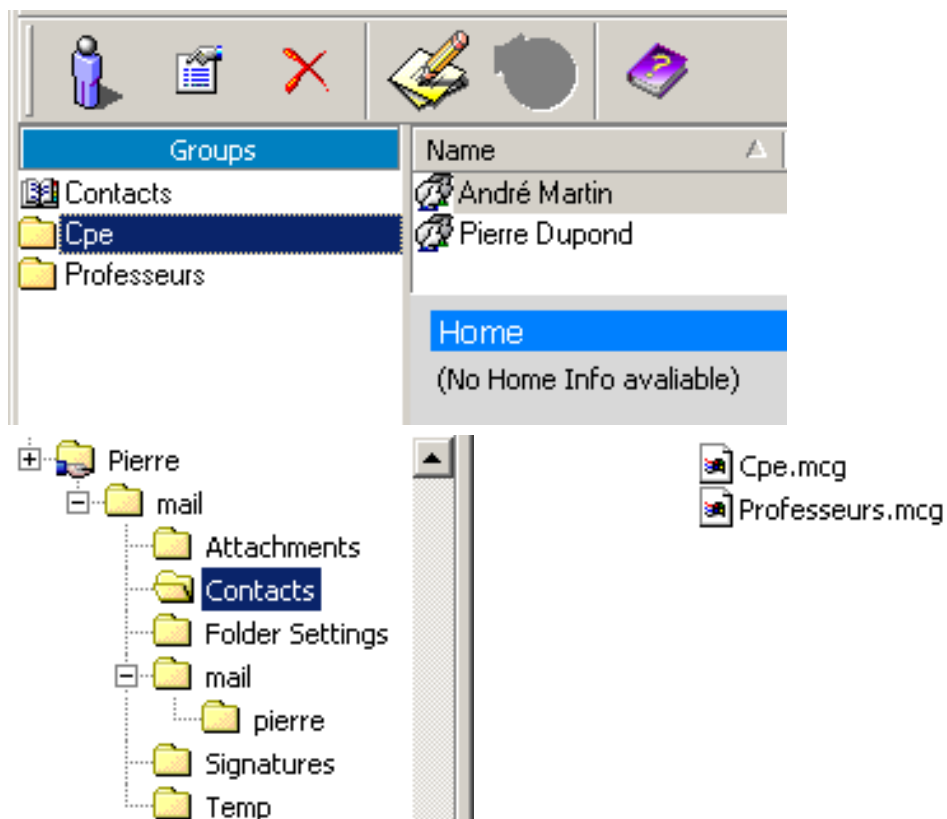 Groups
Name
Contacts
André Martin
Cpe
Pierre Dupond
Professeurs
Home
(No Home Info avaliable)
Pierre
mail
Attachments
Contacts
Folder Settings
mail
pierre
Signatures
Temp
Cpe.mcg
Professeurs.mcg